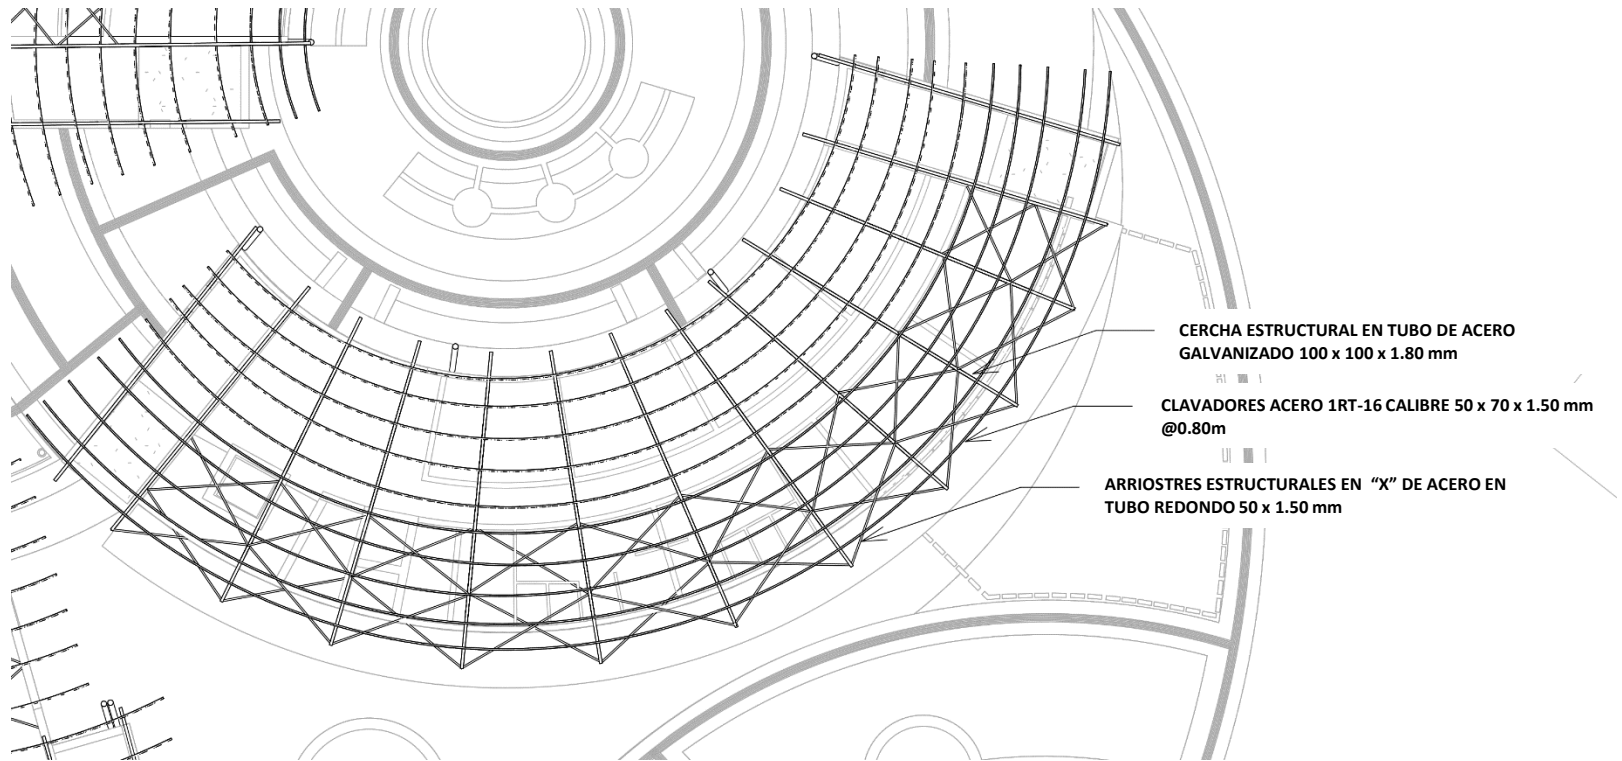 CERCHA ESTRUCTURAL EN TUBO DE ACERO
GALVANIZADO 100 x 100 x 1.80 mm
CLAVADORES ACERO 1RT-16 CALIBRE 50 x 70 x 1.50 mm
@0.80m
ARRIOSTRES ESTRUCTURALES EN “X” DE ACERO EN
TUBO REDONDO 50 x 1.50 mm